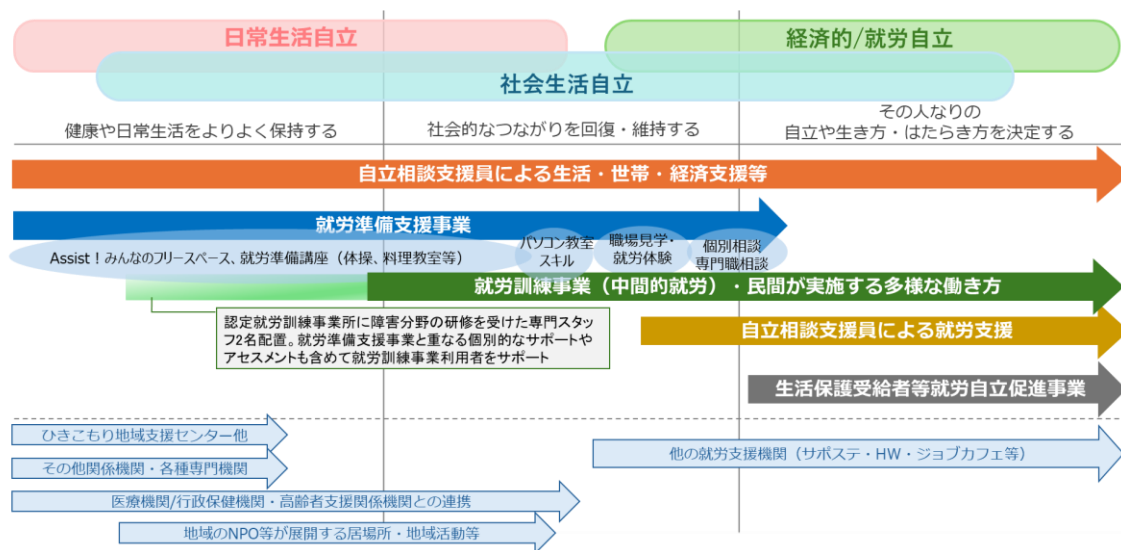 日常生活自立
経済的/就労自立
社会生活自立
健康や日常生活をよりよく保持する
社会的なつながりを回復・維持する
その人なりの
自立や生き方・はたらき方を決定する
自立相談支援員による生活・世帯・経済支援等
就労準備支援事業
Assist！みんなのフリースペース、就労準備講座（体操、料理教室等）
パソコン教室
スキル
職場見学・
就労体験
個別相談
専門職相談
就労訓練事業（中間的就労）・民間が実施する多様な働き方
認定就労訓練事業所に障害分野の研修を受けた専門スタッ
フ2名配置。就労準備支援事業と重なる個別的なサポートや
アセスメントも含めて就労訓練事業利用者をサポート
自立相談支援員による就労支援
生活保護受給者等就労自立促進事業
ひきこもり地域支援センター他
他の就労支援機関（サポステ・HW・ジョブカフェ等）
その他関係機関・各種専門機関
医療機関/行政保健機関・高齢者支援関係機関との連携
地域のNPO等が展開する居場所・地域活動等